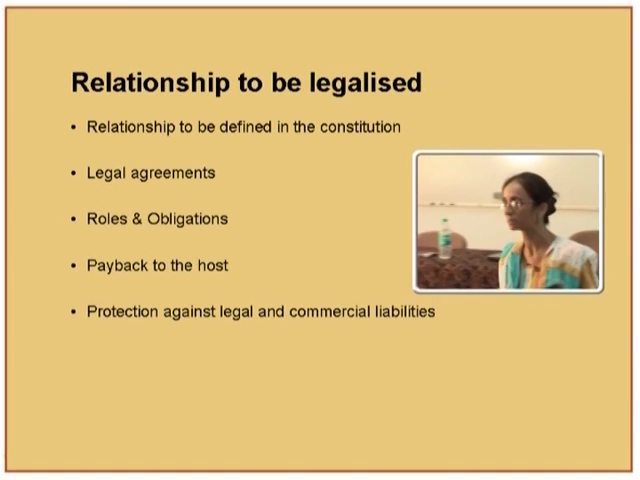 Relationship to be legalised
• Relationship to be defined in the constitution
• Legal agreements
• Roles & Obligations
• Payback to the host
• Protection against legal and commercial liabilities